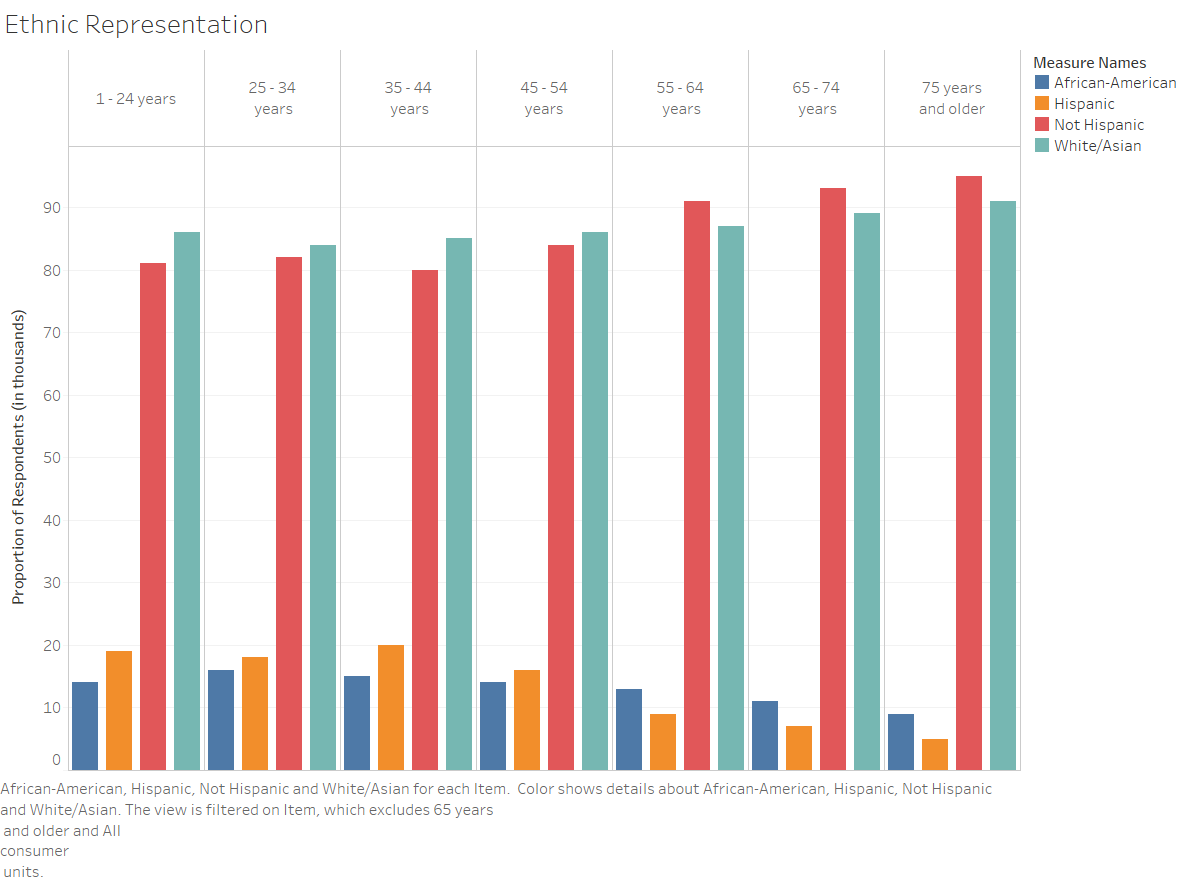 Ethnic Representation
1 - 24 years
25 - 34
years
35 - 44
years
45 - 54
years
55 - 64
years
65 - 74
years
75 years
and older
Measure Names
African-American
Hispanic
Not Hispanic
White/Asian
Proportion of Respondents (in thousands)
90
80
70
60
50
40
30
20
10
0
African-American, Hispanic, Not Hispanic and White/Asian for each Item.  Color shows details about African-American, Hispanic, Not Hispanic
and White/Asian. The view is filtered on Item, which excludes 65 years
and older and All
consumer
units.